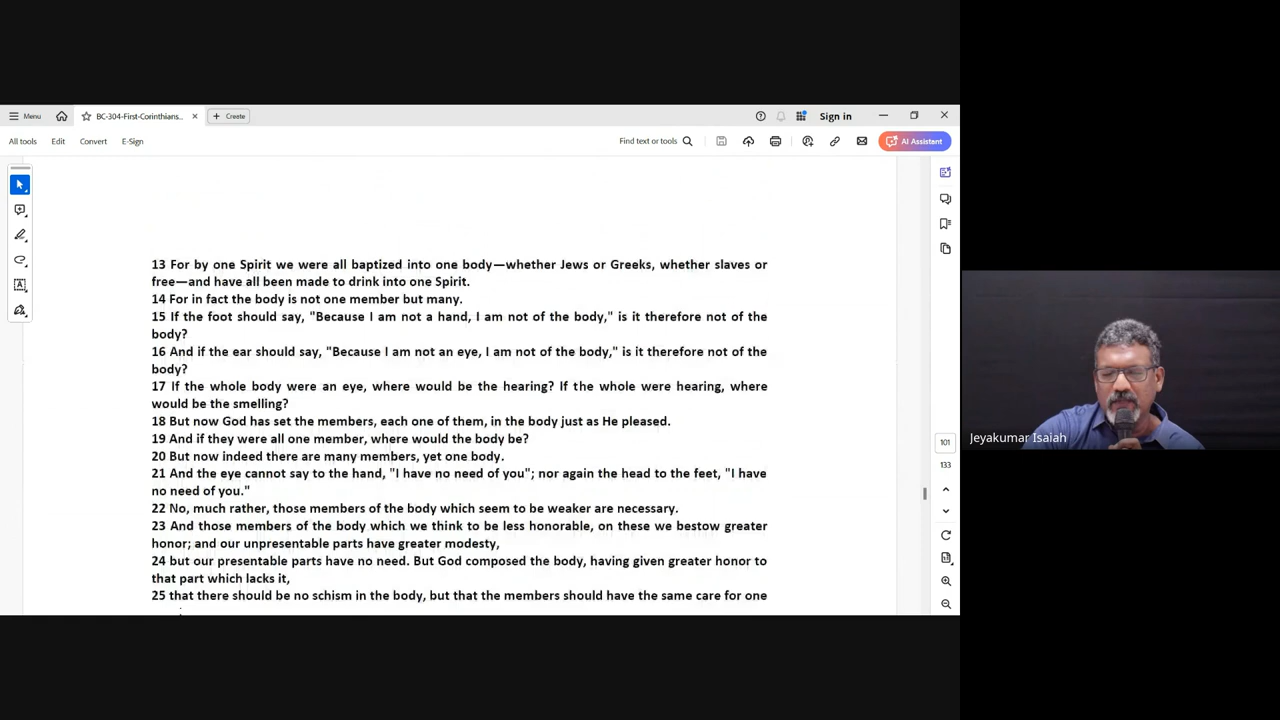 Menu
BC-304-First-Corinthians...
Create
Sign in
All tools
Edit
Convert
E-Sign
Find text or tools
AI Assistant
13 For by one Spirit we were all baptized into one body—whether Jews or Greeks, whether slaves or
free—and have all been made to drink into one Spirit.
14 For in fact the body is not one member but many.
15 If the foot should say, "Because I am not a hand, I am not of the body," is it therefore not of the
body?
16 And if the ear should say, "Because I am not an eye, I am not of the body," is it therefore not of the
body?
17 If the whole body were an eye, where would be the hearing? If the whole were hearing, where
would be the smelling?
18 But now God has set the members, each one of them, in the body just as He pleased.
19 And if they were all one member, where would the body be?
20 But now indeed there are many members, yet one body.
21 And the eye cannot say to the hand, "I have no need of you"; nor again the head to the feet, "I have
no need of you."
22 No, much rather, those members of the body which seem to be weaker are necessary.
23 And those members of the body which we think to be less honorable, on these we bestow greater
honor; and our unpresentable parts have greater modesty,
24 but our presentable parts have no need. But God composed the body, having given greater honor to
that part which lacks it,
25 that there should be no schism in the body, but that the members should have the same care for one
101
133
Jeyakumar Isaiah